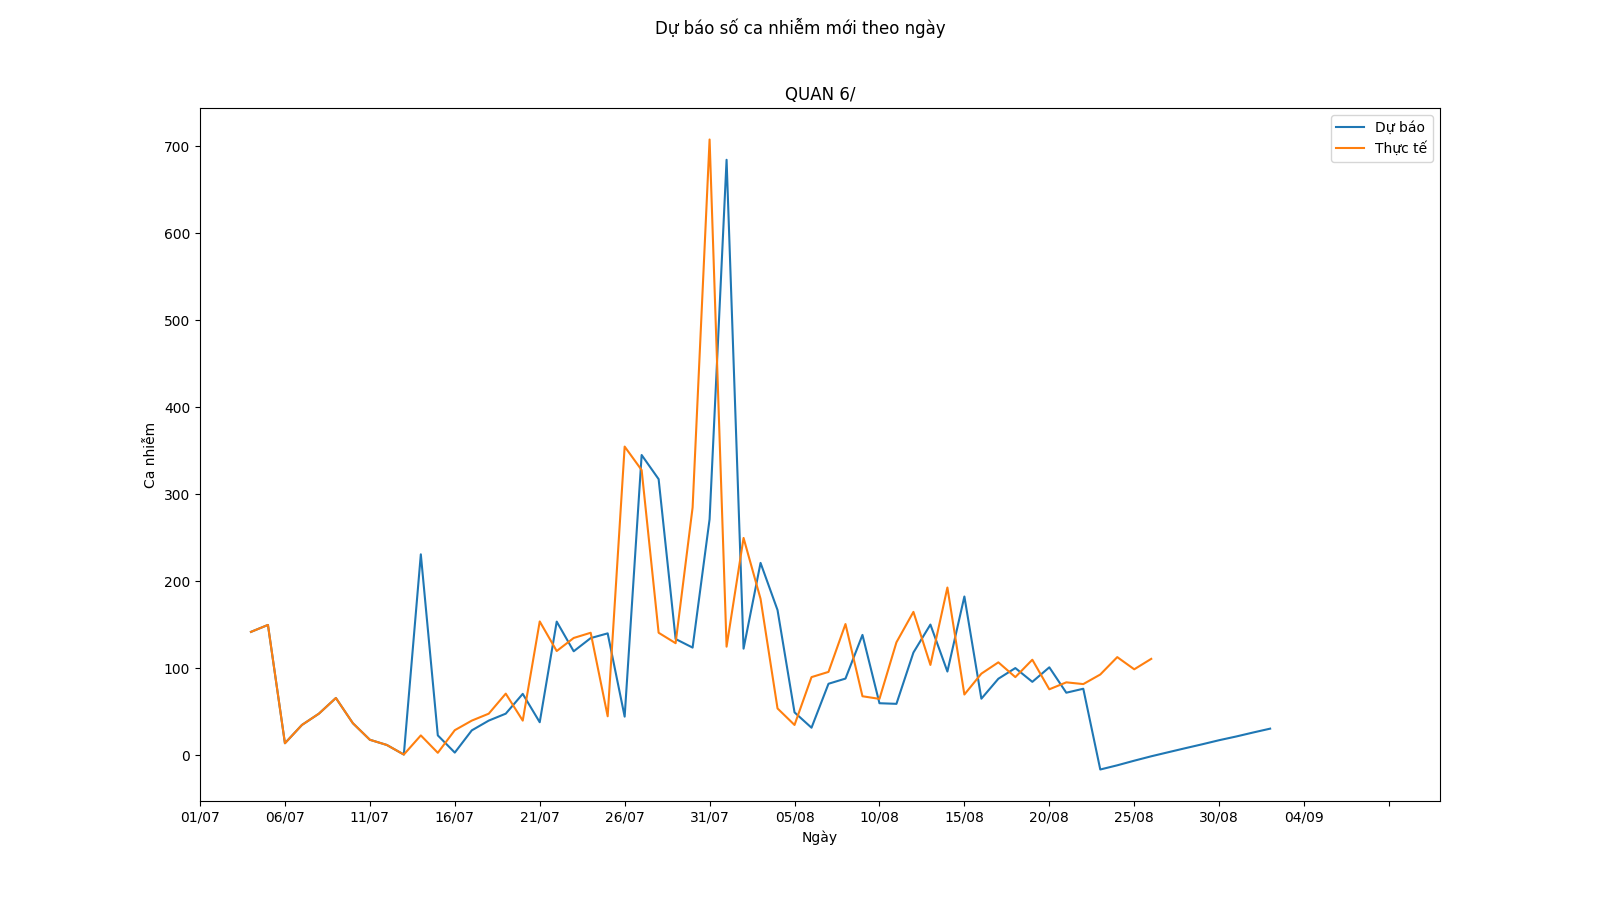 Dự báo số ca nhiễm mới theo ngày
QUAN 6/
Dự báo
Thực tế
700
600
500
400
300
200
100
0
Ca nhiễm
01/07 06/07 11/07 16/07 21/07 26/07 31/07 05/08 10/08 15/08 20/08 25/08 30/08 04/09
Ngày